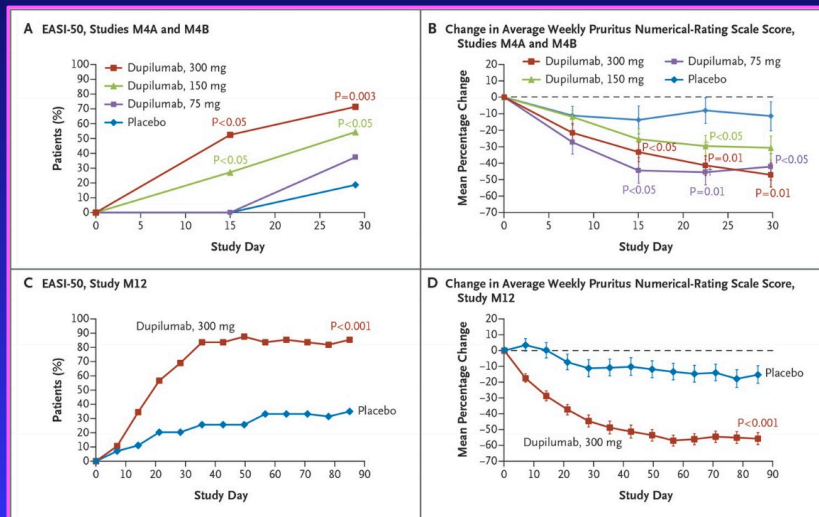 A EASI-50, Studies M4A and M4B
100
90
80
70
60
50
40
30
20
10
0
Patients (%)
Dupilumab, 300 mg
Dupilumab, 150 mg
Dupilumab, 75 mg
Placebo
P=0.003
P<0.05
P<0.05
P<0.05
0 5 10 15 20 25 30
Study Day
B Change in Average Weekly Pruritus Numerical-Rating Scale Score,
Studies M4A and M4B
Dupilumab, 300 mg Dupilumab, 75 mg
Dupilumab, 150 mg Placebo
20
10
0
−10
−20
−30
−40
−50
−60
−70
Mean Percentage Change
P<0.05
P<0.05
P=0.01
P<0.05
P<0.05
P=0.01
P=0.01
0 5 10 15 20 25 30
Study Day
C EASI-50, Study M12
100
90
80
70
60
50
40
30
20
10
0
Patients (%)
Dupilumab, 300 mg
P<0.001
Placebo
0 10 20 30 40 50 60 70 80 90
Study Day
D Change in Average Weekly Pruritus Numerical-Rating Scale Score,
Study M12
20
10
0
−10
−20
−30
−40
−50
−60
−70
Mean Percentage Change
Placebo
P<0.001
Dupilumab, 300 mg
0 10 20 30 40 50 60 70 80 90
Study Day